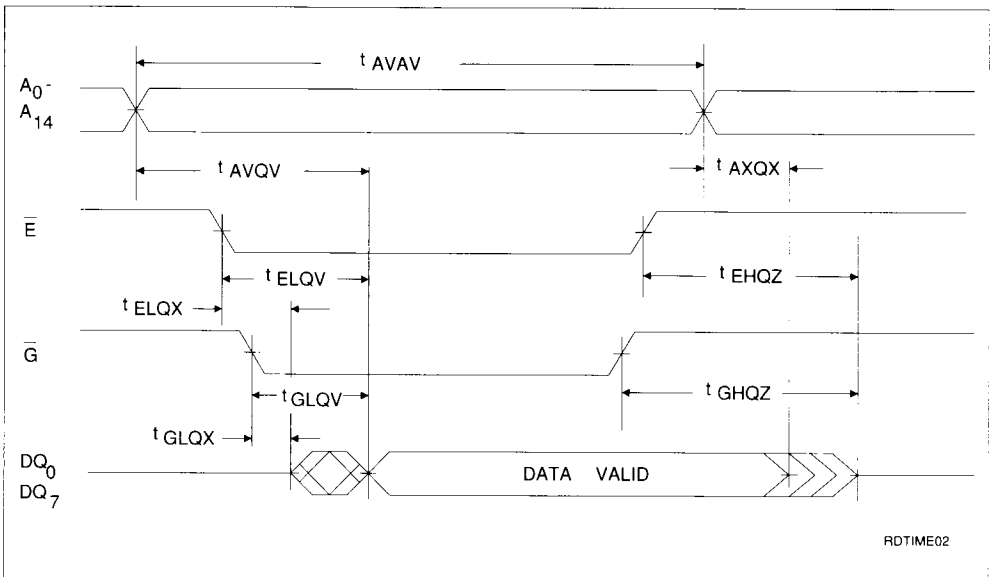 t AVAV
A0-
A14
t AVQV
t AXQX
E
t ELQV
t EHQZ
t ELQX
G
t GLQV
t GHQZ
t GLQX
DQ0
DQ7
DATA VALID
RDTIME02